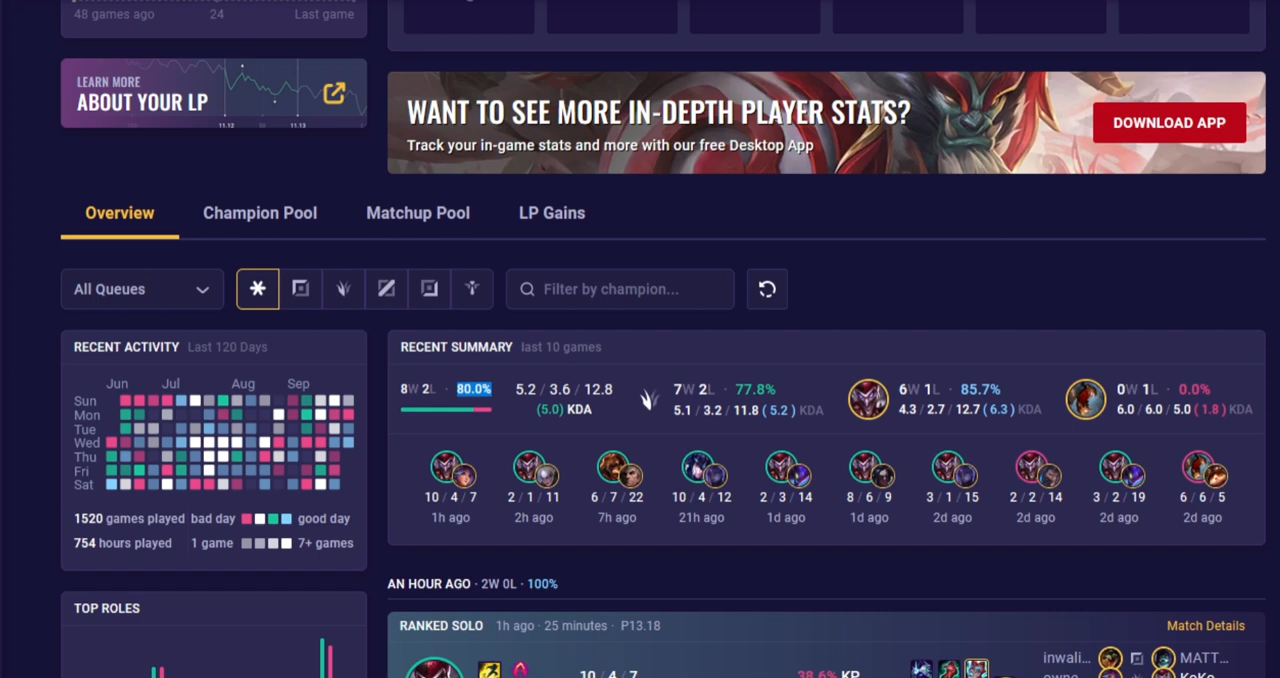 48 games ago 24 Last game
LEARN MORE
ABOUT YOUR LP
11.12 11.13
WANT TO SEE MORE IN-DEPTH PLAYER STATS?
Track your in-game stats and more with our free Desktop App
DOWNLOAD APP
Overview Champion Pool Matchup Pool LP Gains
All Queues
Filter by champion...
RECENT ACTIVITY Last 120 Days
Jun Jul Aug Sep
Sun
Mon
Tue
Wed
Thu
Fri
Sat
1520 games played bad day good day
754 hours played 1 game 7+ games
TOP ROLES
RECENT SUMMARY last 10 games
8W 2L · 80.0%
5.2 / 3.6 / 12.8
(5.0) KDA
7W 2L · 77.8%
5.1 / 3.2 / 11.8 ( 5.2 ) KDA
6W 1L · 85.7%
4.3 / 2.7 / 12.7 ( 6.3 ) KDA
0W 1L · 0.0%
6.0 / 6.0 / 5.0 ( 1.8 ) KDA
10 / 4 / 7 2 / 1 / 11 6 / 7 / 22 10 / 4 / 12 2 / 3 / 14 8 / 6 / 9 3 / 1 / 15 2 / 2 / 14 3 / 2 / 19 6 / 6 / 5
1h ago 2h ago 7h ago 21h ago 1d ago 1d ago 2d ago 2d ago 2d ago 2d ago
AN HOUR AGO · 2W 0L · 100%
RANKED SOLO 1h ago · 25 minutes · P13.18 Match Details
inwali... MATT...
10 / 4 / 7 38.6% KP
KoKo